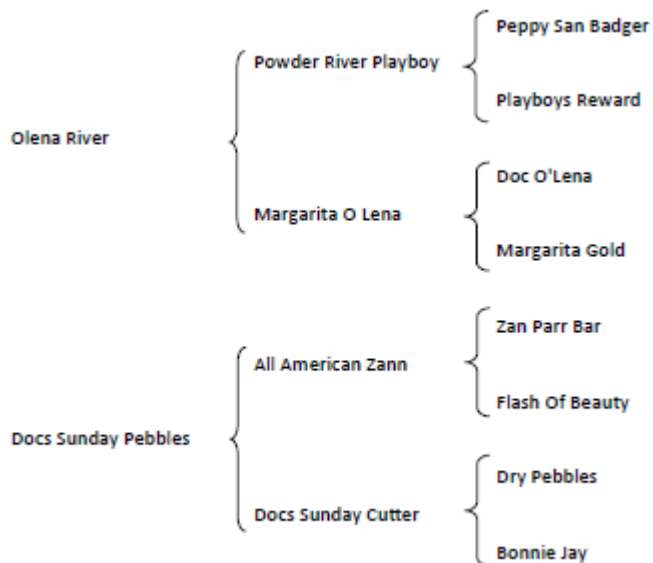 Peppy San Badger
Powder River Playboy
Playboys Reward
Olena River
Doc O'Lena
Margarita O Lena
Margarita Gold
Zan Parr Bar
All American Zann
Flash Of Beauty
Docs Sunday Pebbles
Dry Pebbles
Docs Sunday Cutter
Bonnie Jay